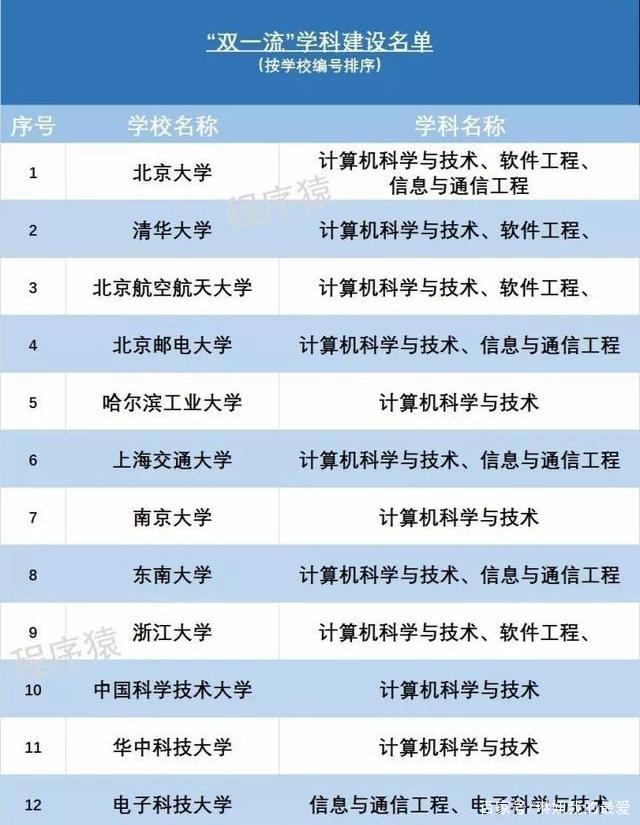 “双一流”学科建设名单
(按学校编号排序)
序号 学校名称 学科名称
1 北京大学 计算机科学与技术、软件工程、
信息与通信工程
2 清华大学 计算机科学与技术、软件工程、
3 北京航空航天大学 计算机科学与技术、软件工程、
4 北京邮电大学 计算机科学与技术、信息与通信工程
5 哈尔滨工业大学 计算机科学与技术
6 上海交通大学 计算机科学与技术、信息与通信工程
7 南京大学 计算机科学与技术
8 东南大学 计算机科学与技术、信息与通信工程
9 浙江大学 计算机科学与技术、软件工程、
10 中国科学技术大学 计算机科学与技术
11 华中科技大学 计算机科学与技术
12 电子科技大学 信息与通信工程、电子科学与技术
程序猿
程序猿